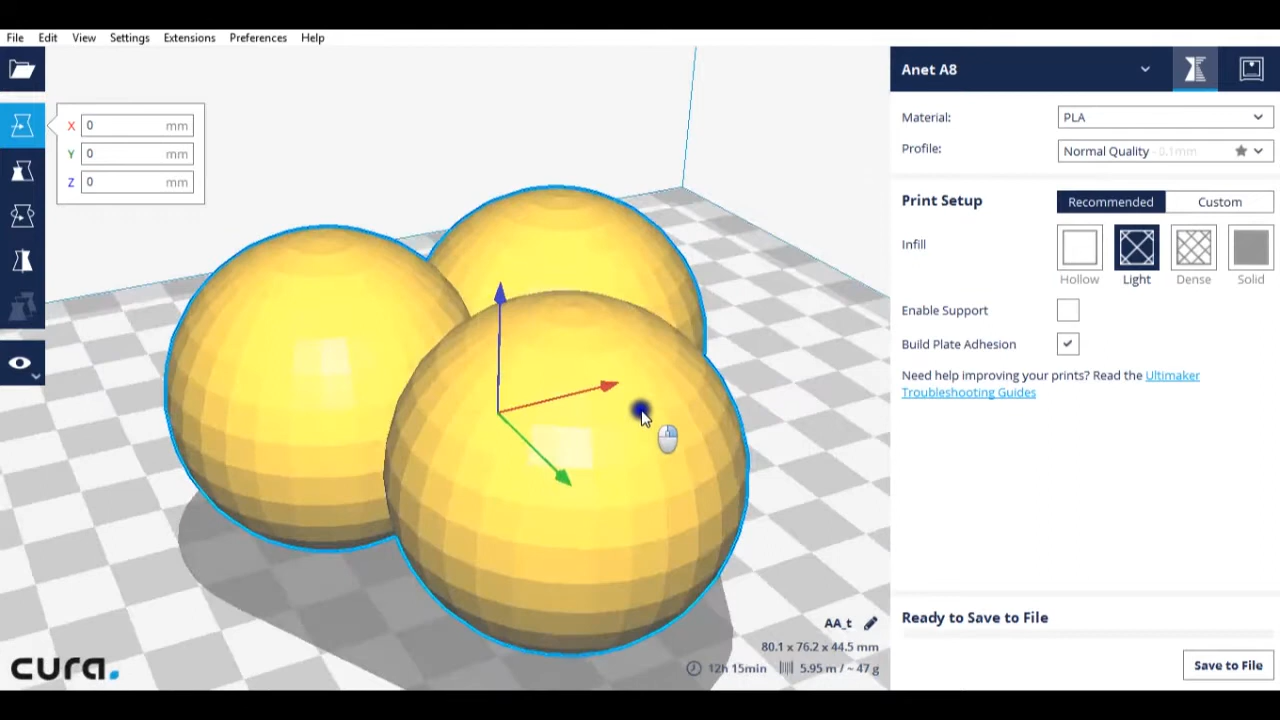 File Edit View Settings Extensions Preferences Help
X 0 mm
Y 0 mm
Z 0 mm
Anet A8
Material: PLA
Profile: Normal Quality - 0.1mm
Print Setup Recommended Custom
Infill
Hollow Light Dense Solid
Enable Support
Build Plate Adhesion
Need help improving your prints? Read the Ultimaker
Troubleshooting Guides
AA_t
80.1 x 76.2 x 44.5 mm
12h 15min 5.95 m / ~ 47 g
Ready to Save to File
Save to File
cura.